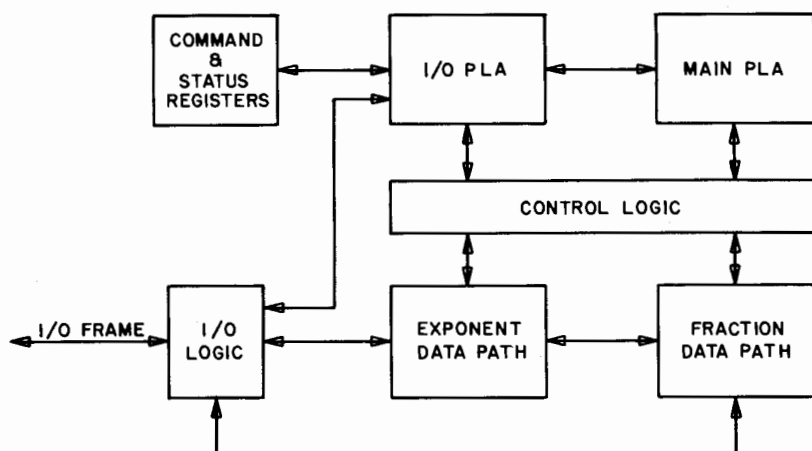 COMMAND
&
STATUS
REGISTERS
I/O PLA
MAIN PLA
CONTROL LOGIC
I/O FRAME
I/O
LOGIC
EXPONENT
DATA PATH
FRACTION
DATA PATH